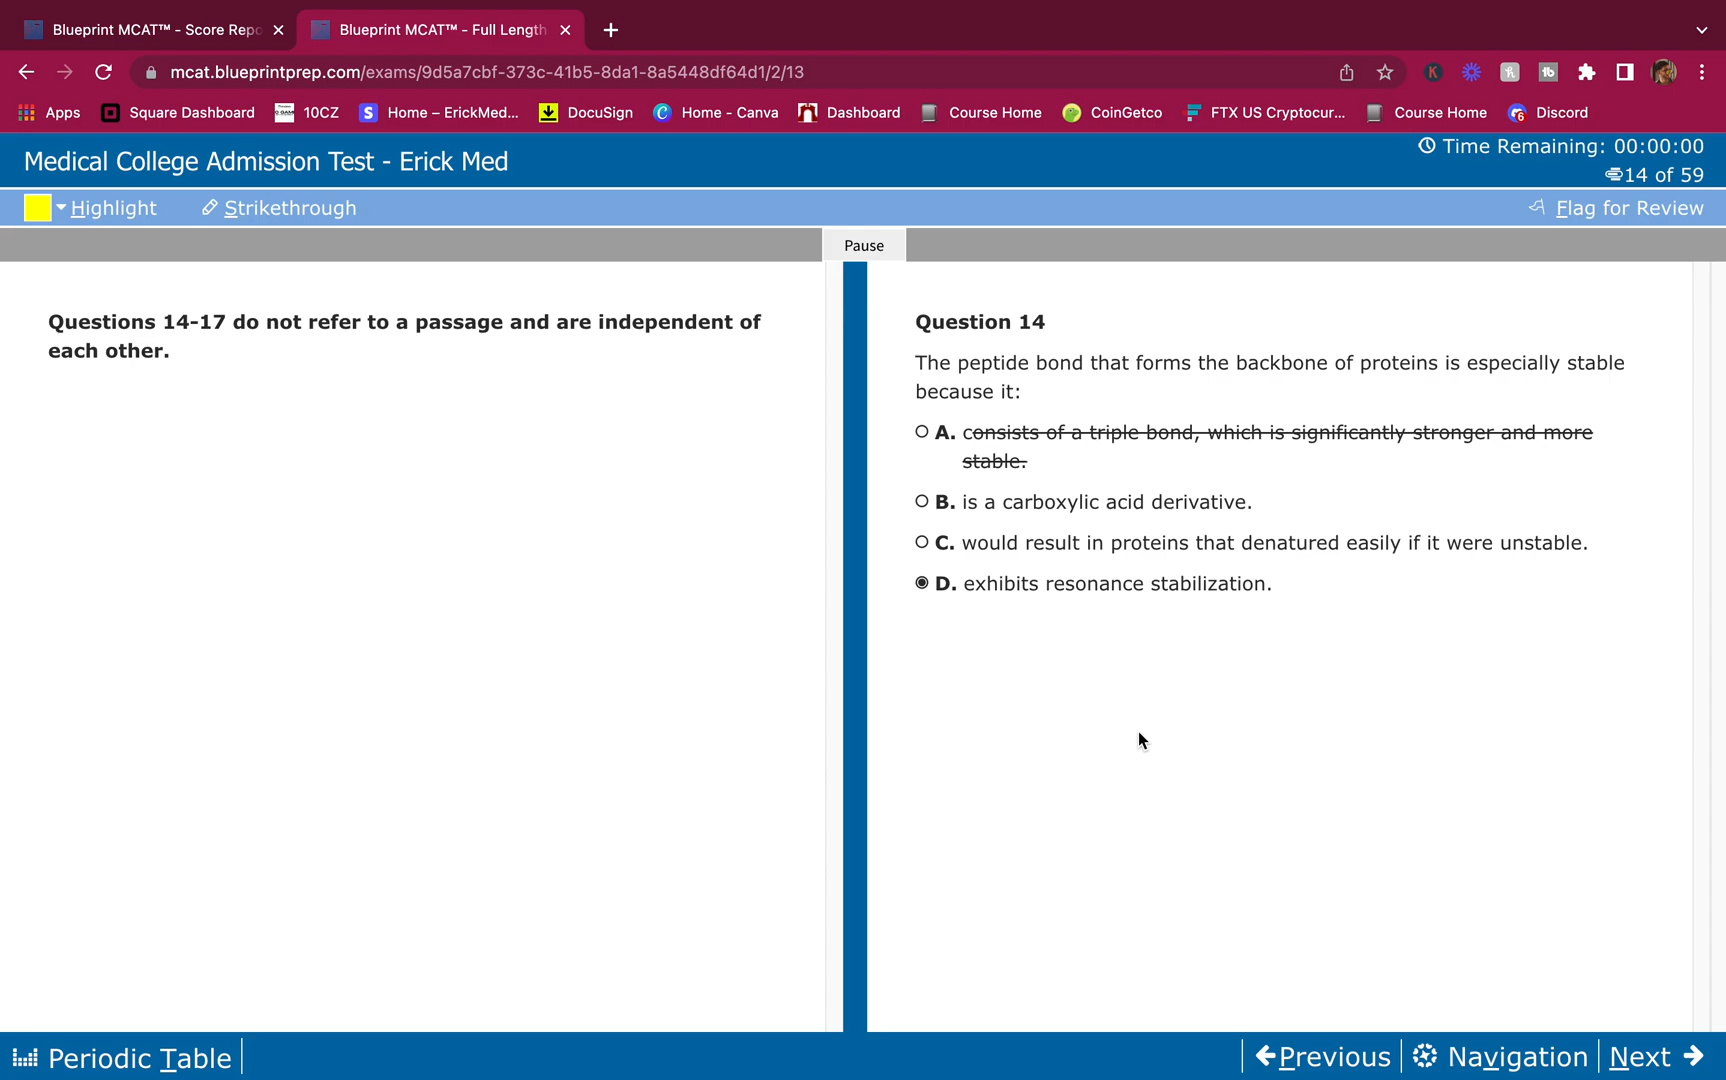 Blueprint MCAT™ - Score Repo
Blueprint MCAT™ - Full Length
mcat.blueprintprep.com/exams/9d5a7cbf-373c-41b5-8da1-8a5448df64d1/2/13
Apps
Square Dashboard
10CZ
Home – ErickMed...
DocuSign
Home - Canva
Dashboard
Course Home
CoinGetco
FTX US Cryptocur...
Course Home
Discord
Medical College Admission Test - Erick Med
Time Remaining: 00:00:00
14 of 59
Highlight
Strikethrough
Flag for Review
Pause
Questions 14-17 do not refer to a passage and are independent of
each other.
Question 14
The peptide bond that forms the backbone of proteins is especially stable
because it:
A. consists of a triple bond, which is significantly stronger and more
stable.
B. is a carboxylic acid derivative.
C. would result in proteins that denatured easily if it were unstable.
D. exhibits resonance stabilization.
Periodic Table
Previous
Navigation
Next